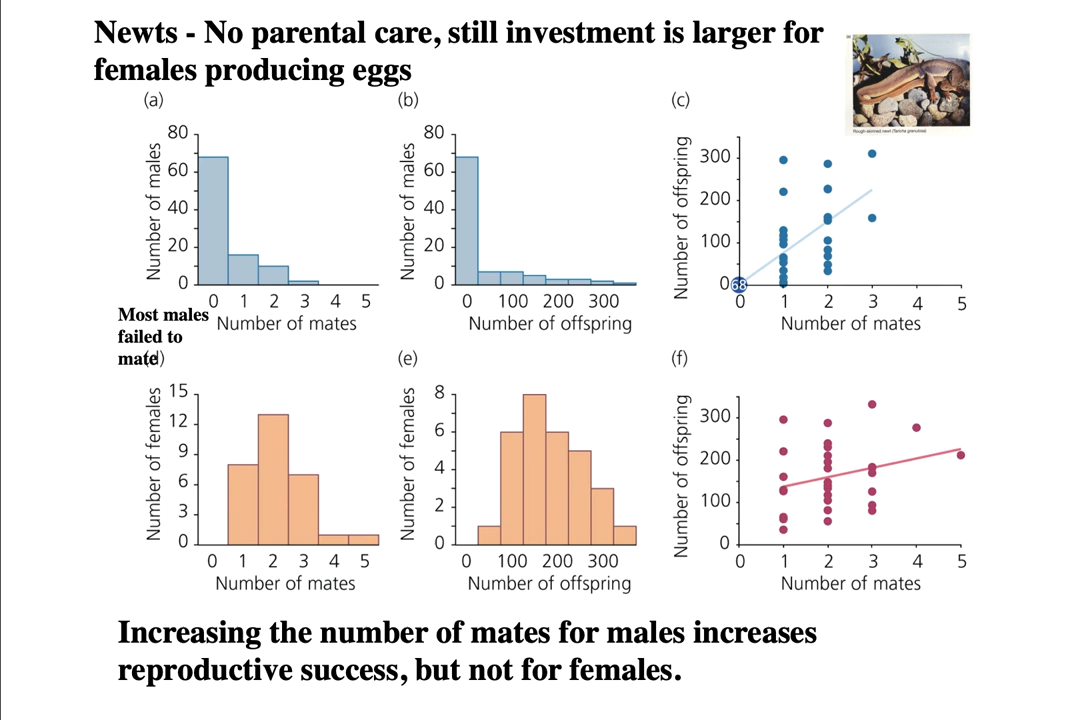 Newts - No parental care, still investment is larger for
females producing eggs
Rough-skinned newt (Taricha granulosa)
(a)
Number of males
80
60
40
20
0
0 1 2 3 4 5
Number of mates
(b)
Number of males
80
60
40
20
0
0 100 200 300
Number of offspring
(c)
Number of offspring
300
200
100
0
68
0 1 2 3 4 5
Number of mates
Most males
failed to
mate
(d)
Number of females
15
12
9
6
3
0
0 1 2 3 4 5
Number of mates
(e)
Number of females
8
6
4
2
0
0 100 200 300
Number of offspring
(f)
Number of offspring
300
200
100
0
0 1 2 3 4 5
Number of mates
Increasing the number of mates for males increases
reproductive success, but not for females.